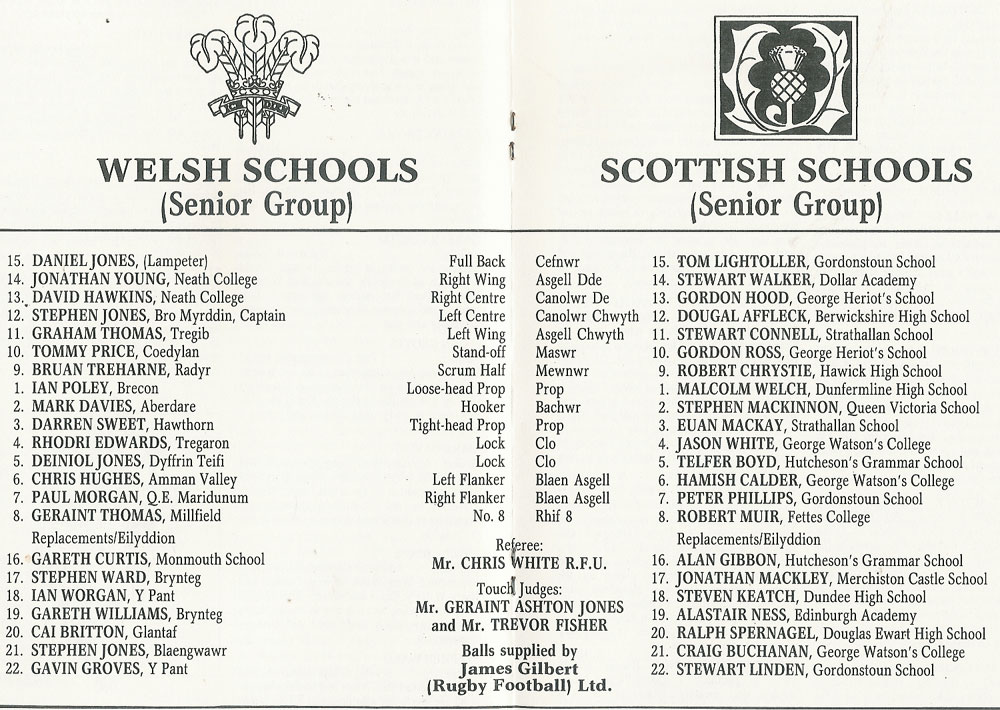 ICH DIEN
WELSH SCHOOLS
(Senior Group)
SCOTTISH SCHOOLS
(Senior Group)
15. DANIEL JONES, (Lampeter) Full Back Cefnwr 15. TOM LIGHTOLLER, Gordonstoun School
14. JONATHAN YOUNG, Neath College Right Wing Asgell Dde 14. STEWART WALKER, Dollar Academy
13. DAVID HAWKINS, Neath College Right Centre Canolwr De 13. GORDON HOOD, George Heriot's School
12. STEPHEN JONES, Bro Myrddin, Captain Left Centre Canolwr Chwyth 12. DOUGAL AFFLECK, Berwickshire High School
11. GRAHAM THOMAS, Tregib Left Wing Asgell Chwyth 11. STEWART CONNELL, Strathallan School
10. TOMMY PRICE, Coedylan Stand-off Maswr 10. GORDON ROSS, George Heriot's School
9. BRUAN TREHARNE, Radyr Scrum Half Mewnwr 9. ROBERT CHRYSTIE, Hawick High School
1. IAN POLEY, Brecon Loose-head Prop Prop 1. MALCOLM WELCH, Dunfermline High School
2. MARK DAVIES, Aberdare Hooker Bachwr 2. STEPHEN MACKINNON, Queen Victoria School
3. DARREN SWEET, Hawthorn Tight-head Prop Prop 3. EUAN MACKAY, Strathallan School
4. RHODRI EDWARDS, Tregaron Lock Clo 4. JASON WHITE, George Watson's College
5. DEINIOL JONES, Dyffrin Teifi Lock Clo 5. TELFER BOYD, Hutcheson's Grammar School
6. CHRIS HUGHES, Amman Valley Left Flanker Blaen Asgell 6. HAMISH CALDER, George Watson's College
7. PAUL MORGAN, Q.E. Maridunum Right Flanker Blaen Asgell 7. PETER PHILLIPS, Gordonstoun School
8. GERAINT THOMAS, Millfield No. 8 Rhif 8 8. ROBERT MUIR, Fettes College
Replacements/Eilyddion
16. GARETH CURTIS, Monmouth School
17. STEPHEN WARD, Brynteg
18. IAN WORGAN, Y Pant
19. GARETH WILLIAMS, Brynteg
20. CAI BRITTON, Glantaf
21. STEPHEN JONES, Blaengwawr
22. GAVIN GROVES, Y Pant
Referee:
Mr. CHRIS WHITE R.F.U.
Touch Judges:
Mr. GERAINT ASHTON JONES
and Mr. TREVOR FISHER
Balls supplied by
James Gilbert
(Rugby Football) Ltd.
Replacements/Eilyddion
16. ALAN GIBBON, Hutcheson's Grammar School
17. JONATHAN MACKLEY, Merchiston Castle School
18. STEVEN KEATCH, Dundee High School
19. ALASTAIR NESS, Edinburgh Academy
20. RALPH SPERNAGEL, Douglas Ewart High School
21. CRAIG BUCHANAN, George Watson's College
22. STEWART LINDEN, Gordonstoun School